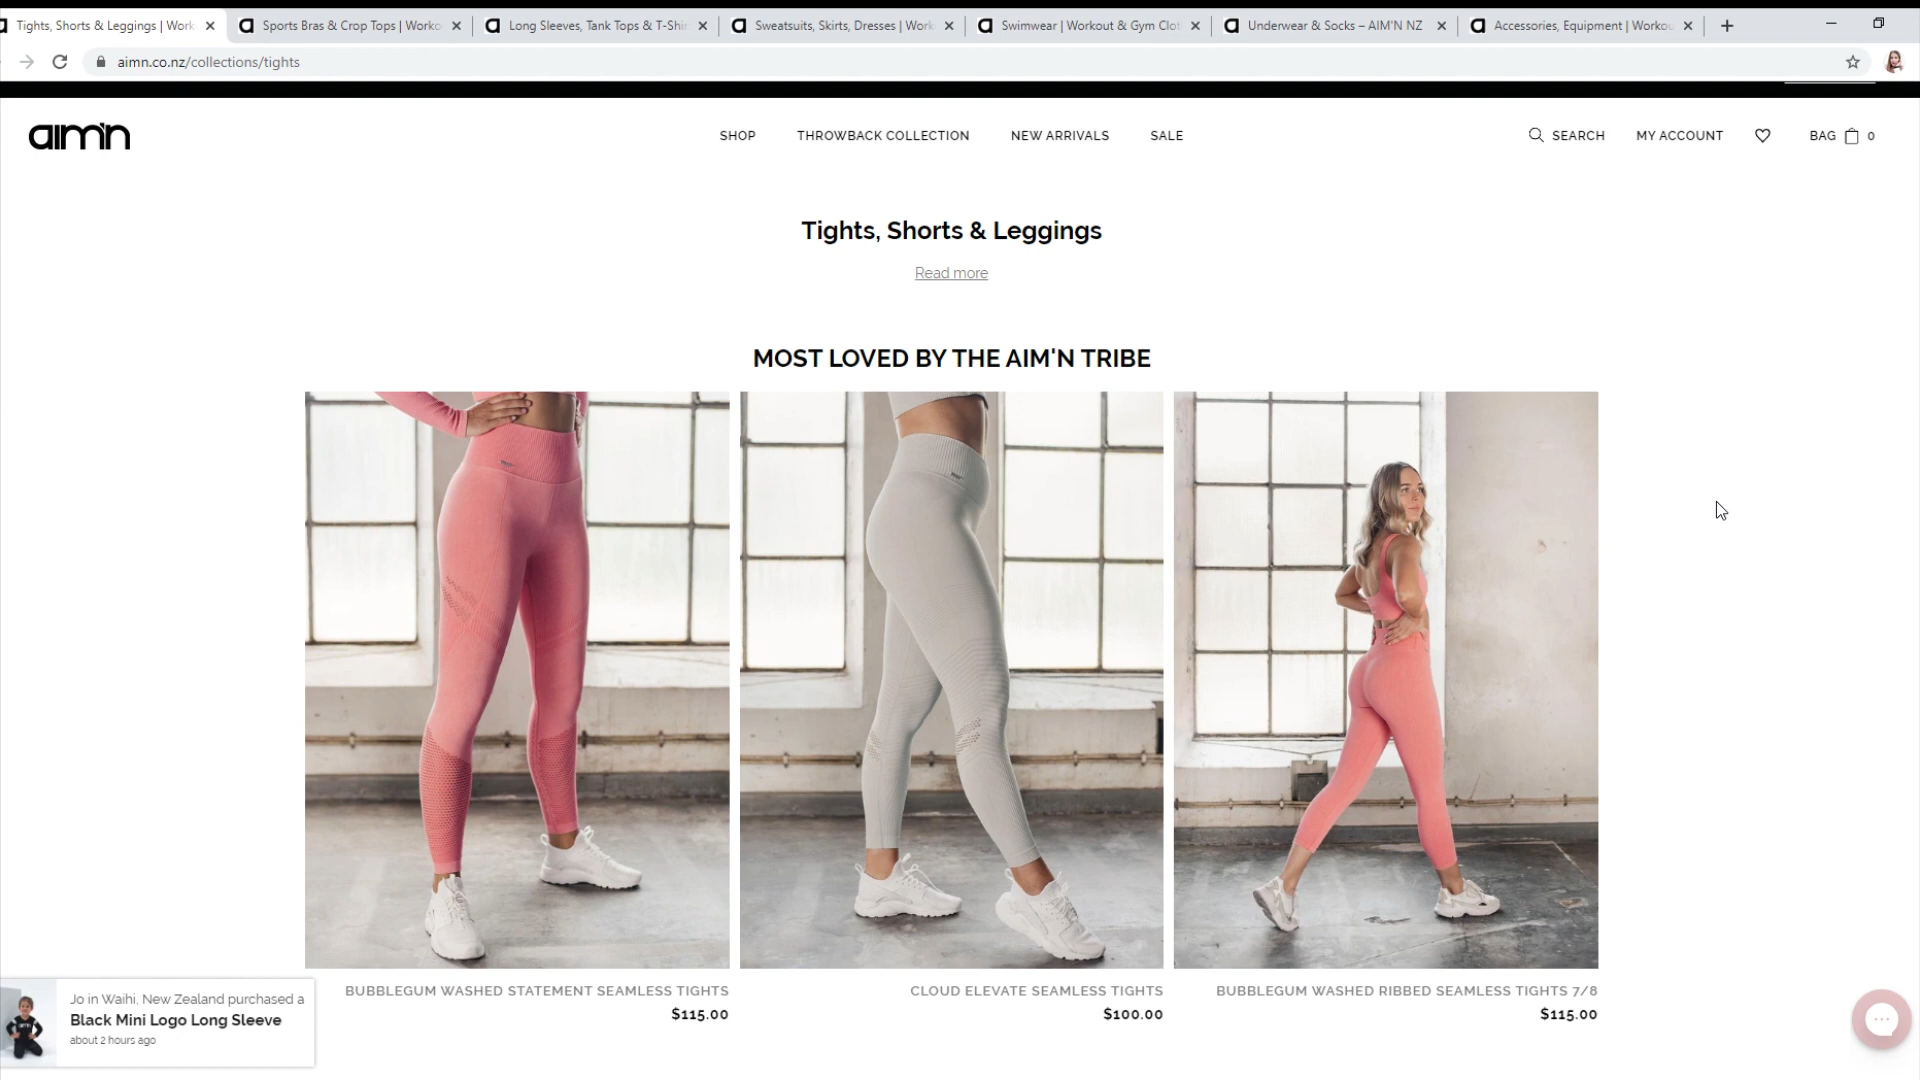 Tights, Shorts & Leggings | Work
Sports Bras & Crop Tops | Worko
Long Sleeves, Tank Tops & T-Shir
Sweatsuits, Skirts, Dresses | Work
Swimwear | Workout & Gym Clot
Underwear & Socks – AIM'N NZ
Accessories, Equipment | Workou
aimn.co.nz/collections/tights
aim'n
SHOP
THROWBACK COLLECTION
NEW ARRIVALS
SALE
SEARCH
MY ACCOUNT
BAG 0
Tights, Shorts & Leggings
Read more
MOST LOVED BY THE AIM'N TRIBE
BUBBLEGUM WASHED STATEMENT SEAMLESS TIGHTS
$115.00
CLOUD ELEVATE SEAMLESS TIGHTS
$100.00
BUBBLEGUM WASHED RIBBED SEAMLESS TIGHTS 7/8
$115.00
Jo in Waihi, New Zealand purchased a
Black Mini Logo Long Sleeve
about 2 hours ago